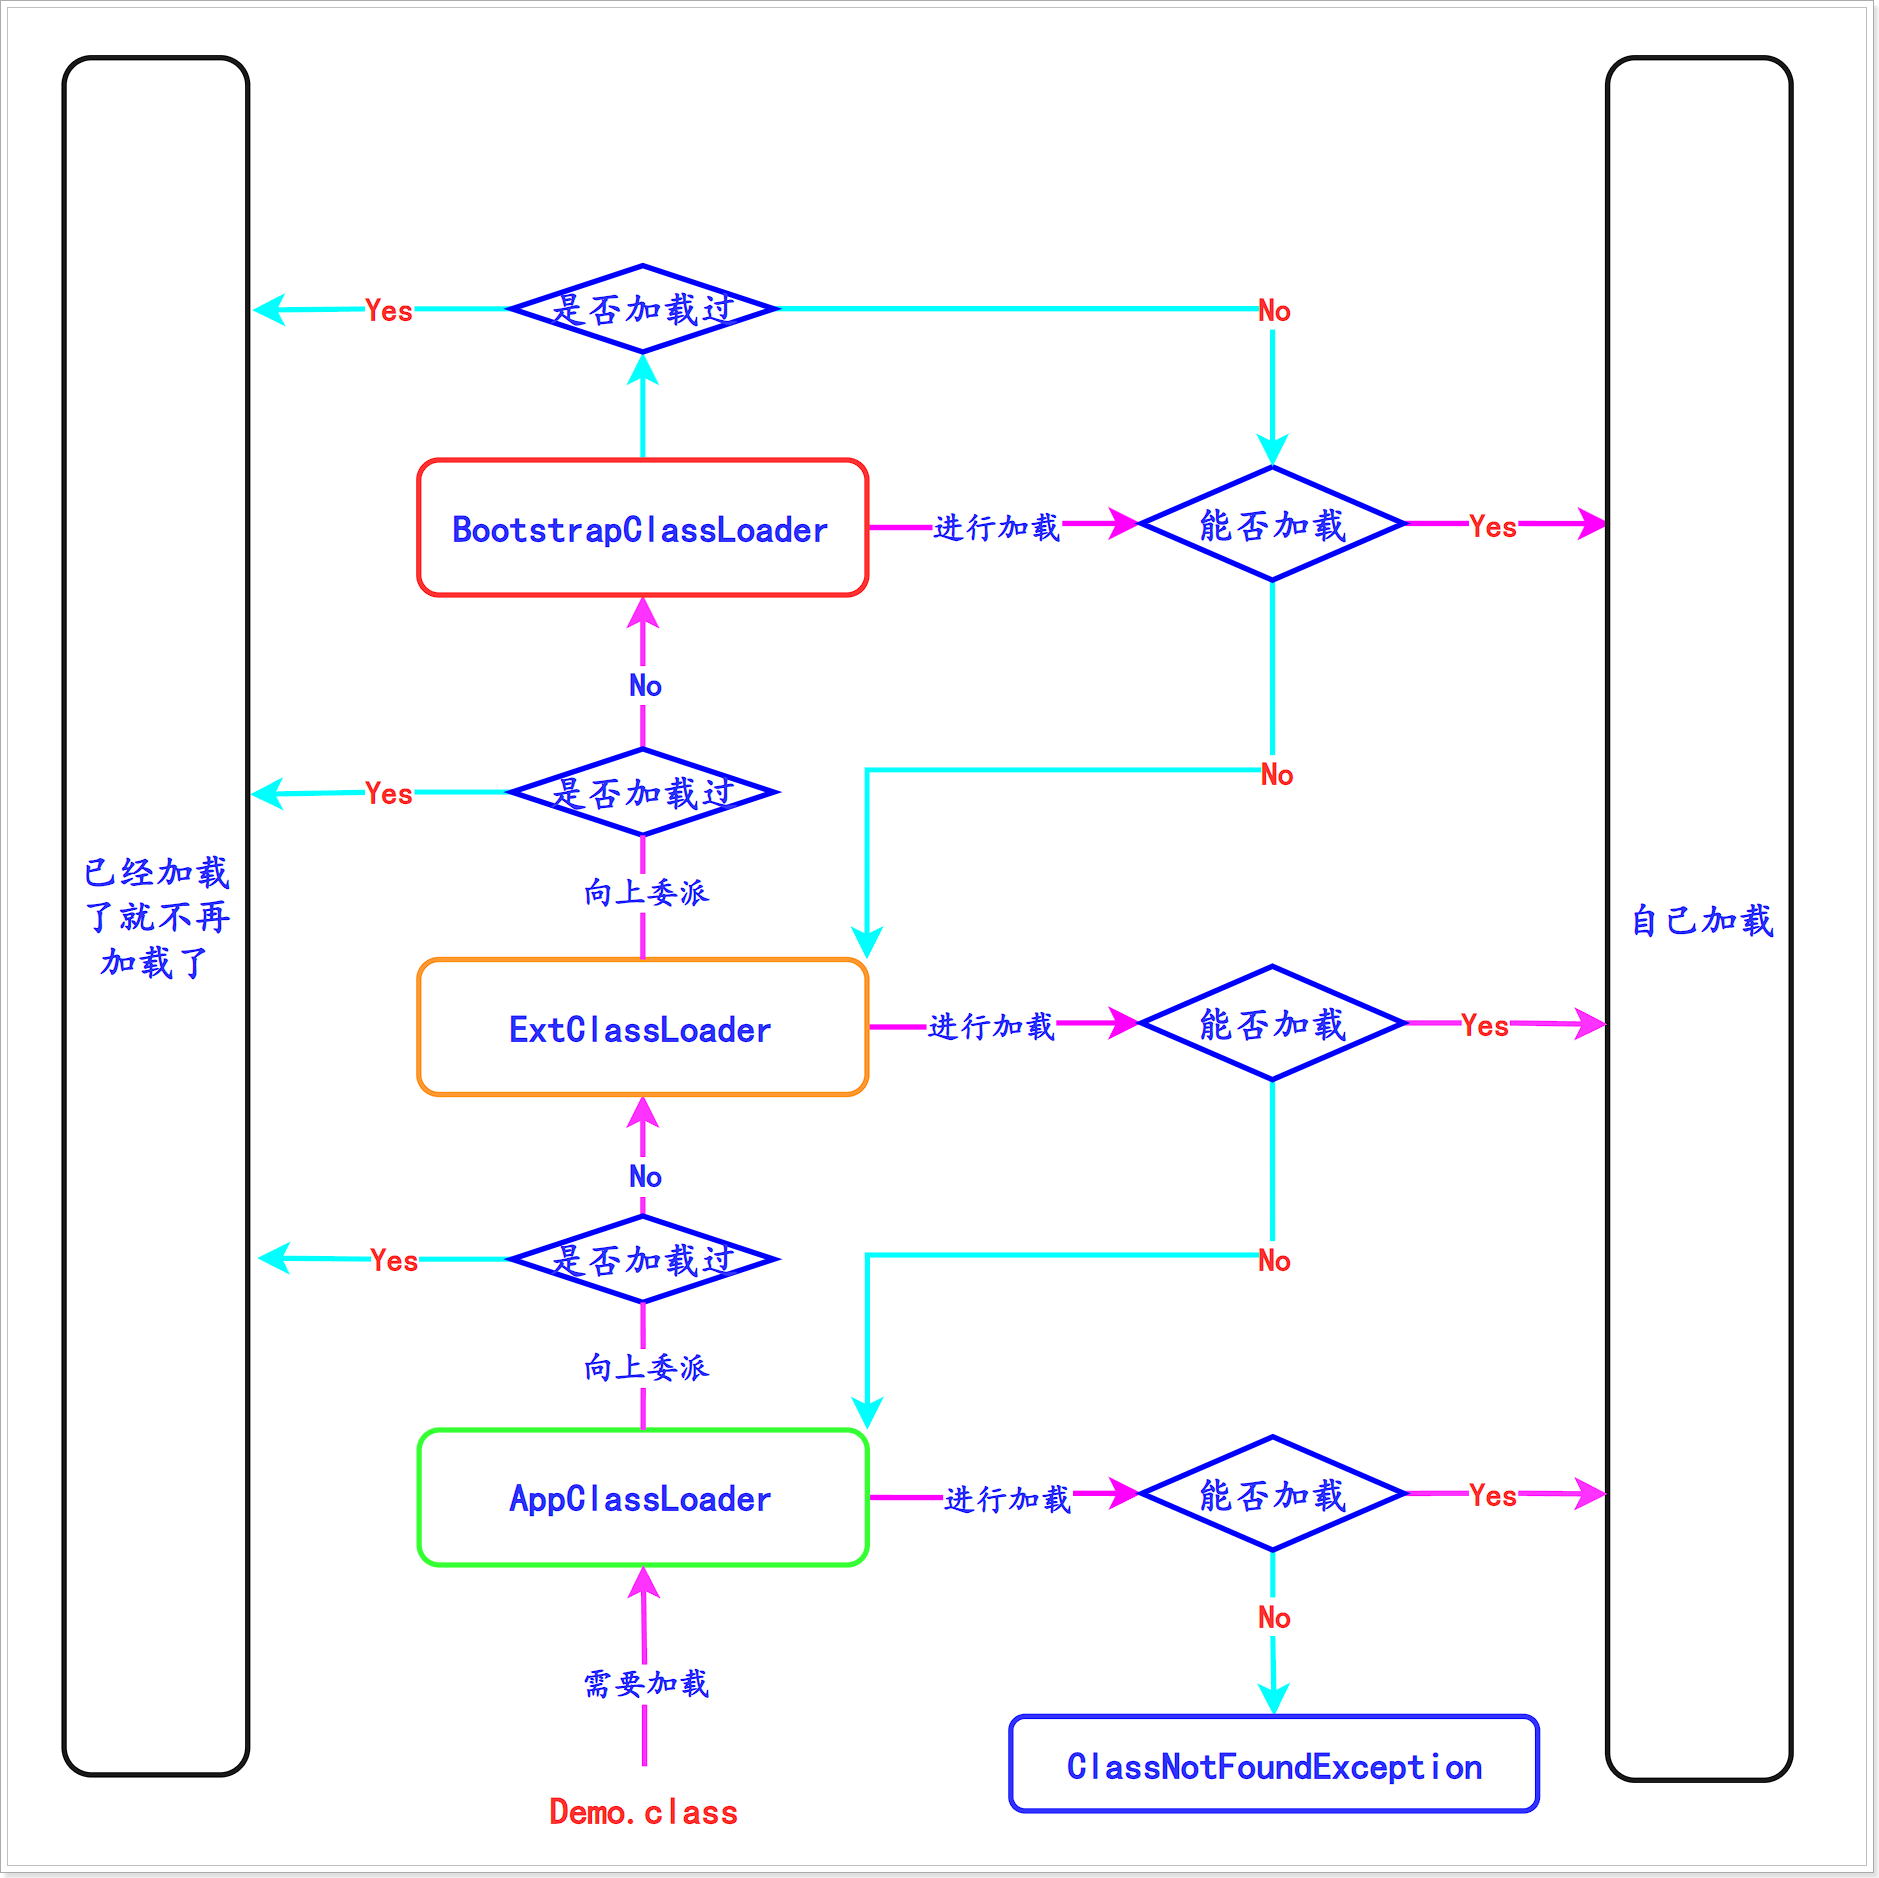 Yes
是否加载过
No
BootstrapClassLoader
进行加载
能否加载
Yes
No
No
Yes
是否加载过
已经加载
了就不再
加载了
向上委派
自己加载
ExtClassLoader
进行加载
能否加载
Yes
No
Yes
是否加载过
No
向上委派
AppClassLoader
进行加载
能否加载
Yes
No
需要加载
ClassNotFoundException
Demo.class